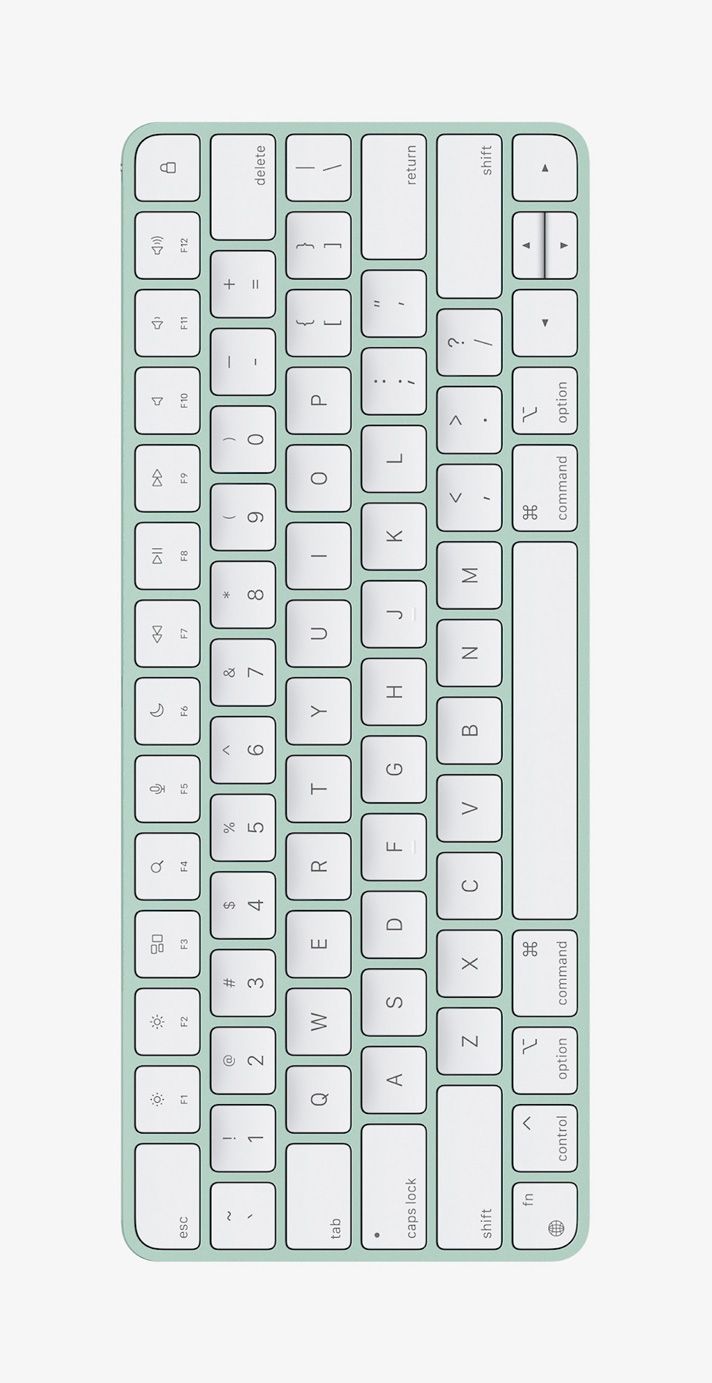 esc F1 F2 F3 F4 F5 F6 F7 F8 F9 F10 F11 F12
~ ` ! 1 @ 2 # 3 $ 4 % 5 ^ 6 & 7 * 8 ( 9 ) 0 — - + = delete
tab Q W E R T Y U I O P { [ } ] | \
caps lock A S D F G H J K L : ; " ' return
shift Z X C V B N M < , > . ? / shift
fn control option ⌘ command ⌘ command option